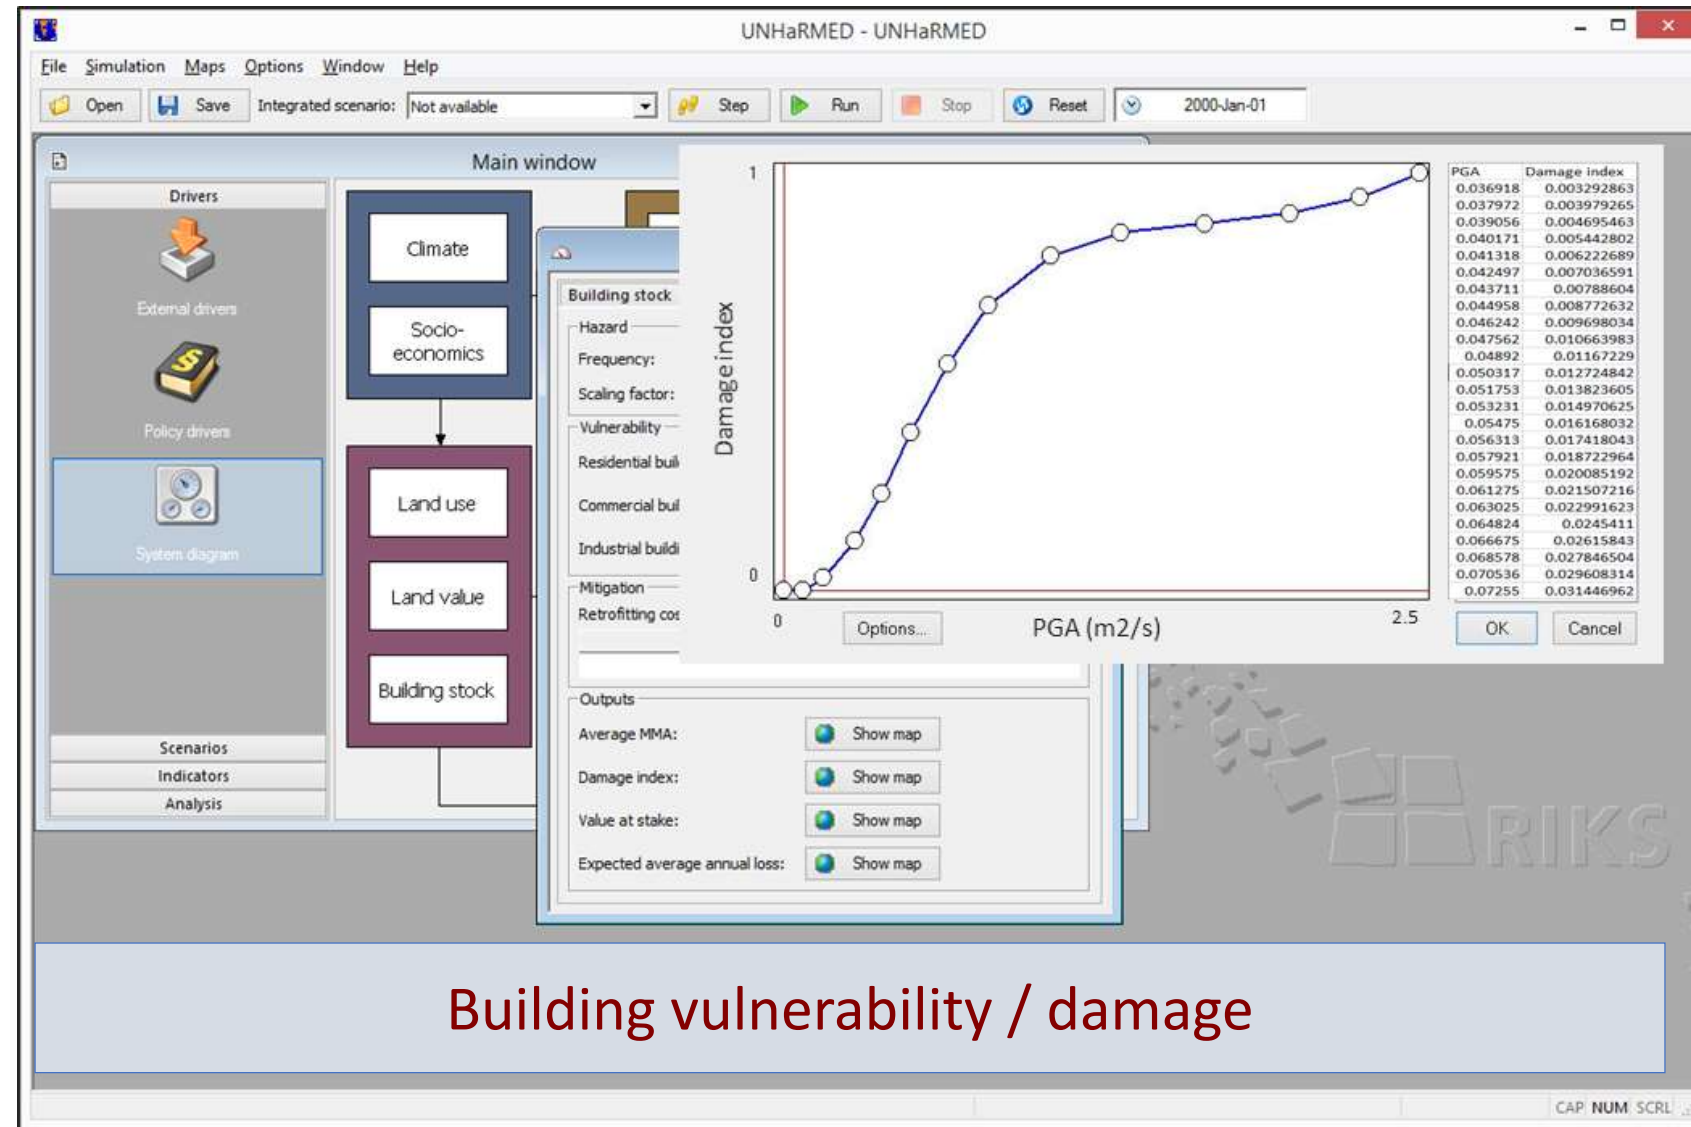 UNHaRMED - UNHaRMED
File Simulation Maps Options Window Help
Open Save Integrated scenario: Not available Step Run Stop Reset 2000-Jan-01
Main window
Drivers
External drivers
Policy drivers
System diagram
Scenarios
Indicators
Analysis
Climate
Socio-
economics
Land use
Land value
Building stock
Building stock
Hazard
Frequency:
Scaling factor:
Vulnerability
Residential buil
Commercial buil
Industrial buildi
Mitigation
Retrofitting cos
Outputs
Average MMA: Show map
Damage index: Show map
Value at stake: Show map
Expected average annual loss: Show map
1
Damage index
0
0
Options...
PGA (m2/s)
2.5
PGA Damage index
0.036918 0.003292863
0.037972 0.003979265
0.039056 0.004695463
0.040171 0.005442802
0.041318 0.006222689
0.042497 0.007036591
0.043711 0.00788604
0.044958 0.008772632
0.046242 0.009698034
0.047562 0.010663983
0.04892 0.01167229
0.050317 0.012724842
0.051753 0.013823605
0.053231 0.014970625
0.05475 0.016168032
0.056313 0.017418043
0.057921 0.018722964
0.059575 0.020085192
0.061275 0.021507216
0.063025 0.022991623
0.064824 0.0245411
0.066675 0.02615843
0.068578 0.027846504
0.070536 0.029608314
0.07255 0.031446962
OK Cancel
RIKS
Building vulnerability / damage
CAP NUM SCRL